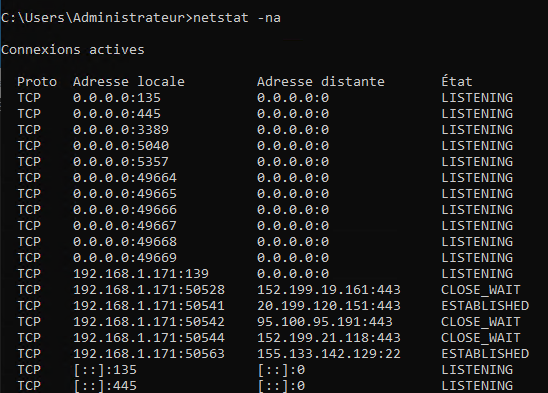 C:\Users\Administrateur>netstat -na
Connexions actives
Proto Adresse locale Adresse distante État
TCP 0.0.0.0:135 0.0.0.0:0 LISTENING
TCP 0.0.0.0:445 0.0.0.0:0 LISTENING
TCP 0.0.0.0:3389 0.0.0.0:0 LISTENING
TCP 0.0.0.0:5040 0.0.0.0:0 LISTENING
TCP 0.0.0.0:5357 0.0.0.0:0 LISTENING
TCP 0.0.0.0:49664 0.0.0.0:0 LISTENING
TCP 0.0.0.0:49665 0.0.0.0:0 LISTENING
TCP 0.0.0.0:49666 0.0.0.0:0 LISTENING
TCP 0.0.0.0:49667 0.0.0.0:0 LISTENING
TCP 0.0.0.0:49668 0.0.0.0:0 LISTENING
TCP 0.0.0.0:49669 0.0.0.0:0 LISTENING
TCP 192.168.1.171:139 0.0.0.0:0 LISTENING
TCP 192.168.1.171:50528 152.199.19.161:443 CLOSE_WAIT
TCP 192.168.1.171:50541 20.199.120.151:443 ESTABLISHED
TCP 192.168.1.171:50542 95.100.95.191:443 CLOSE_WAIT
TCP 192.168.1.171:50544 152.199.21.118:443 CLOSE_WAIT
TCP 192.168.1.171:50563 155.133.142.129:22 ESTABLISHED
TCP [::]:135 [::]:0 LISTENING
TCP [::]:445 [::]:0 LISTENING